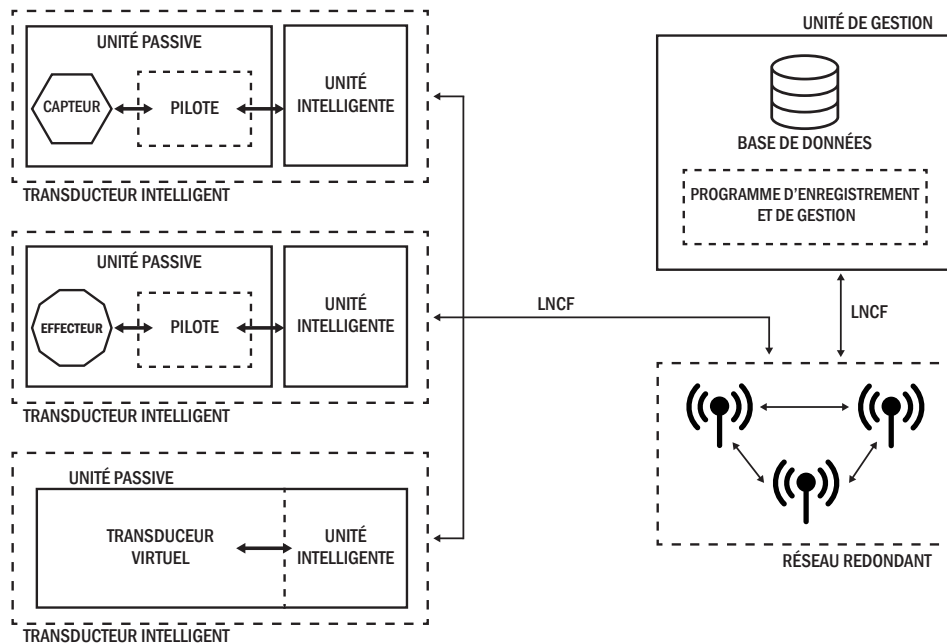 UNITÉ PASSIVE
CAPTEUR
PILOTE
UNITÉ
INTELLIGENTE
TRANSDUCTEUR INTELLIGENT
UNITÉ PASSIVE
EFFECTEUR
PILOTE
UNITÉ
INTELLIGENTE
TRANSDUCTEUR INTELLIGENT
UNITÉ PASSIVE
TRANSDUCEUR
VIRTUEL
UNITÉ
INTELLIGENTE
TRANSDUCTEUR INTELLIGENT
LNCF
UNITÉ DE GESTION
BASE DE DONNÉES
PROGRAMME D'ENREGISTREMENT
ET DE GESTION
LNCF
RÉSEAU REDONDANT